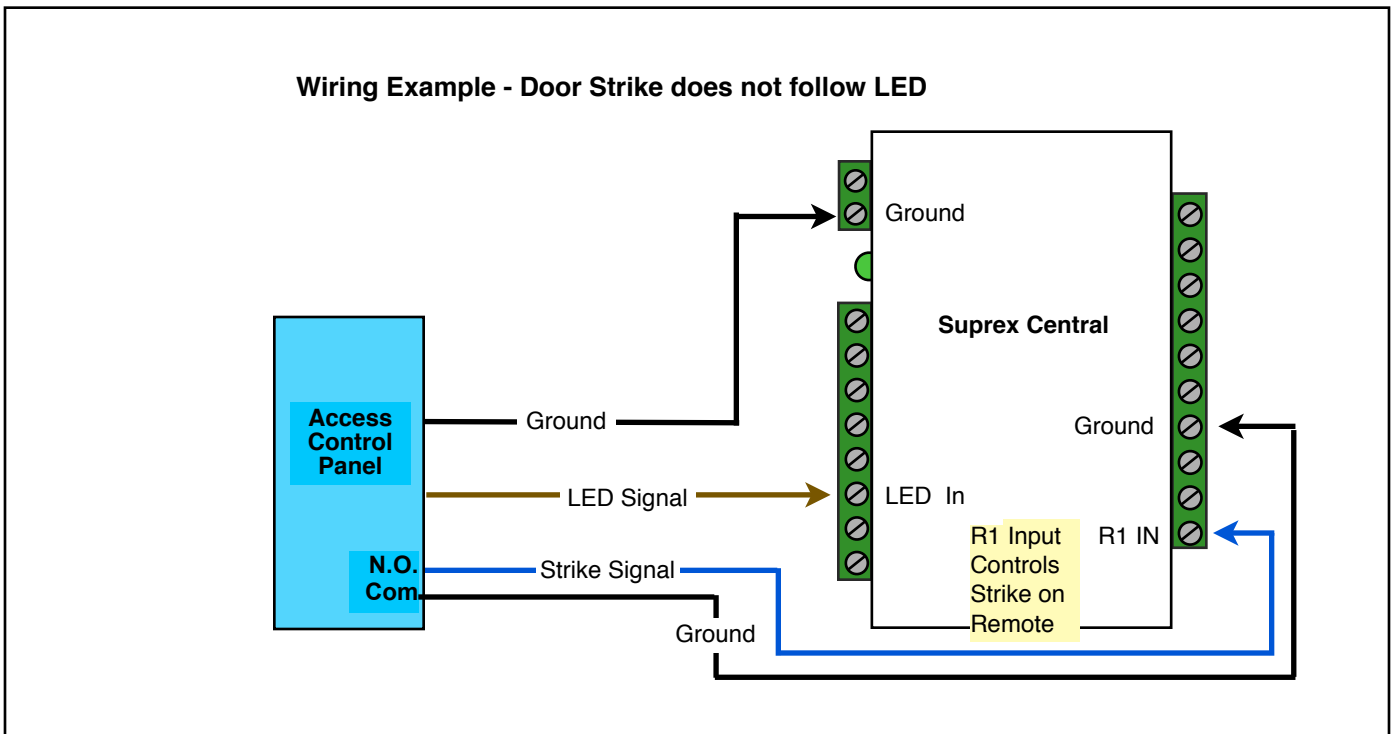 Wiring Example - Door Strike does not follow LED
Ground
Suprex Central
Access
Control
Panel
Ground
Ground
LED Signal
LED In
N.O.
Com
Strike Signal
R1 Input
Controls
Strike on
Remote
R1 IN
Ground